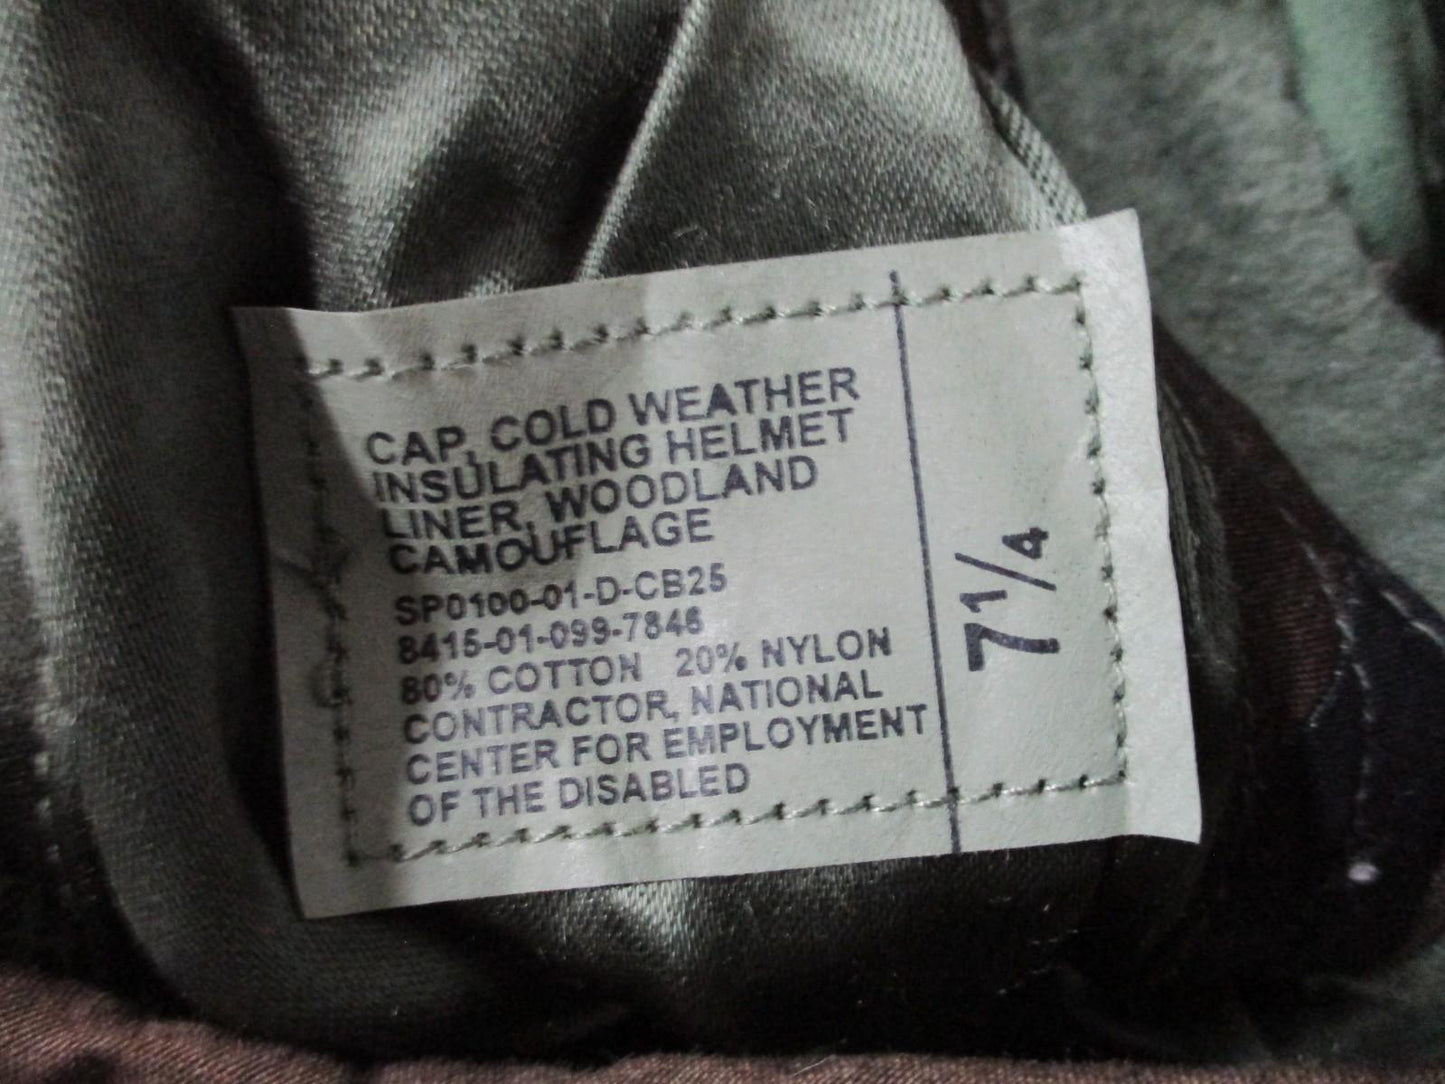 CAP, COLD WEATHER
INSULATING HELMET
LINER, WOODLAND
CAMOUFLAGE
SP0100-01-D-CB25
8415-01-099-7846
80% COTTON 20% NYLON
CONTRACTOR, NATIONAL
CENTER FOR EMPLOYMENT
OF THE DISABLED
7 1/4